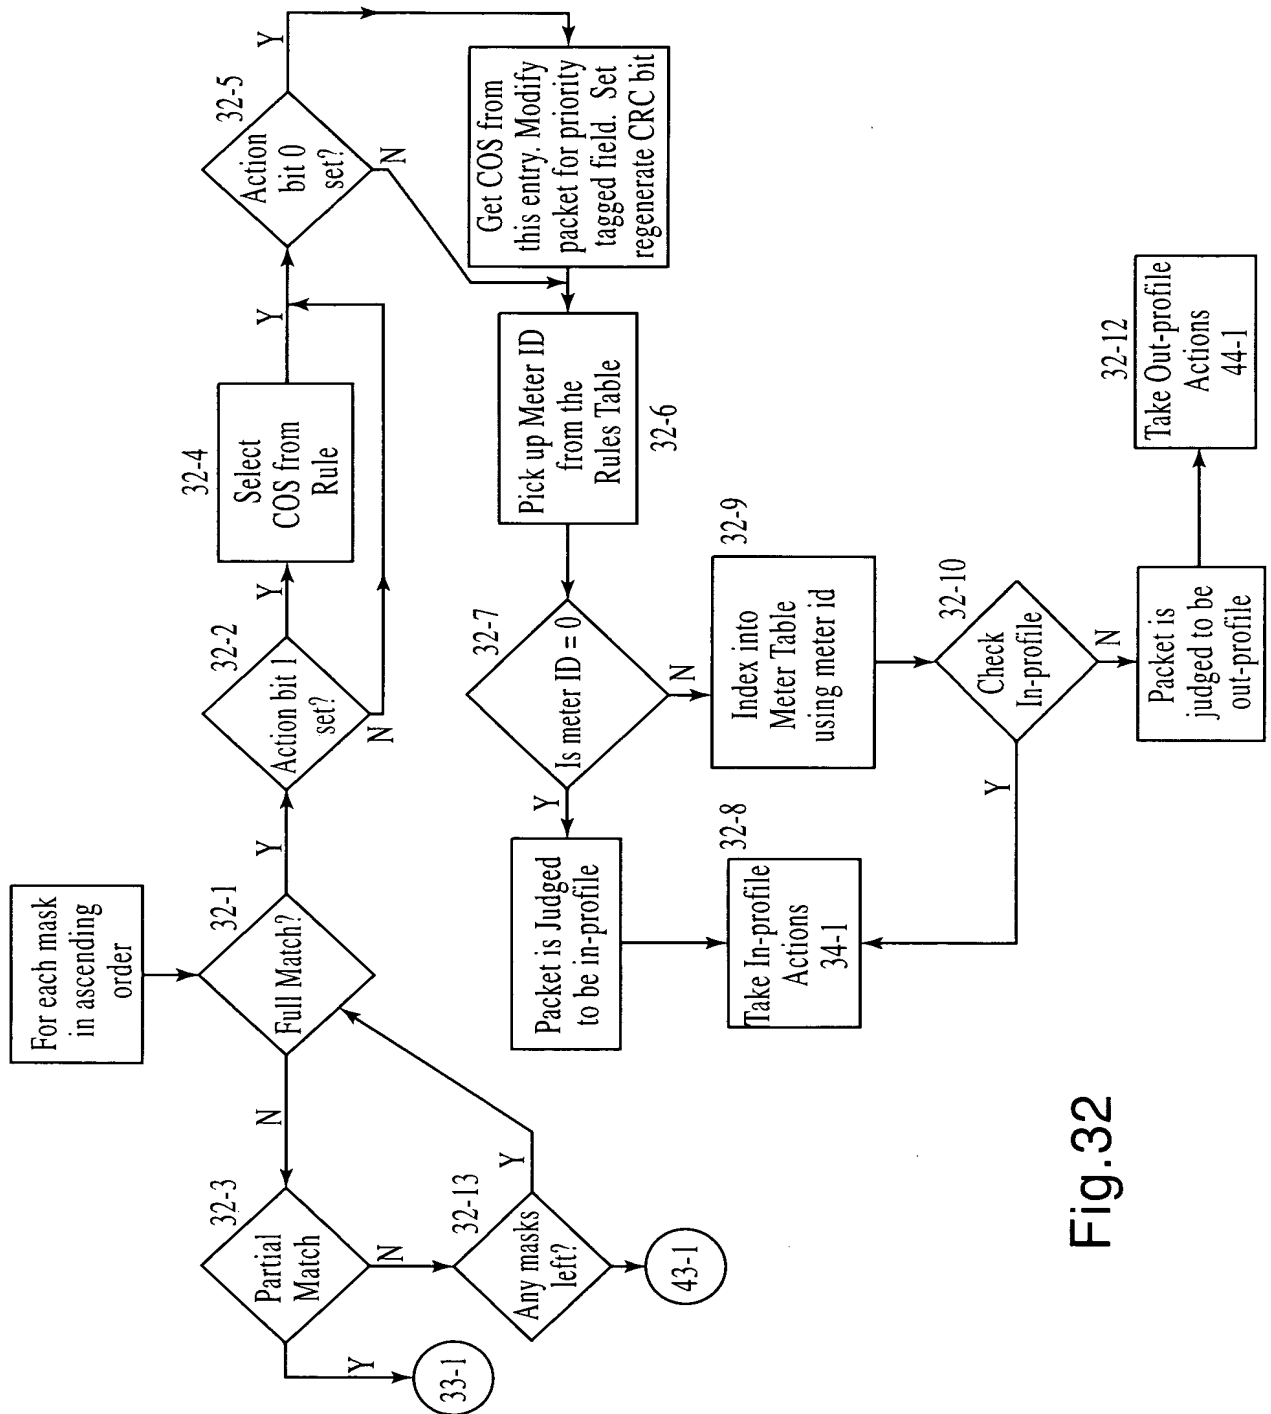 For each mask
in ascending
order
32-1
Full Match?
Y
N
32-2
Action bit 1
set?
Y
N
32-4
Select
COS from
Rule
Y
32-5
Action
bit 0
set?
Y
N
Get COS from
this entry. Modify
packet for priority
tagged field. Set
regenerate CRC bit
32-3
Partial
Match
Y
N
33-1
32-13
Any masks
left?
Y
43-1
Pick up Meter ID
from the
Rules Table
32-6
32-7
Is meter ID = 0
Y
N
Packet is Judged
to be in-profile
32-8
Take In-profile
Actions
34-1
32-9
Index into
Meter Table
using meter id
32-10
Check
In-profile
Y
N
Packet is
judged to be
out-profile
32-12
Take Out-profile
Actions
44-1
Fig.32